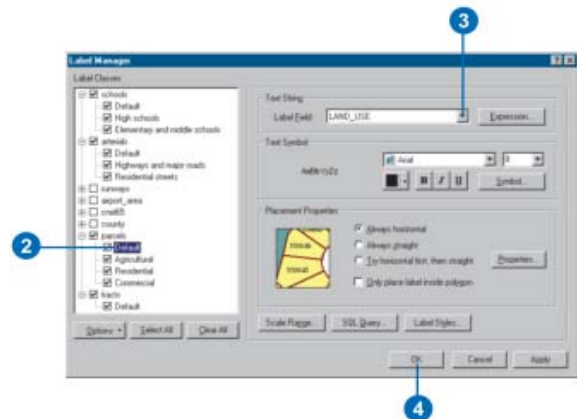 3
Label Manager
Label Classes
schools
Default
High schools
Elementary and middle schools
arterials
Default
Highways and major roads
Residential streets
runways
airport_area
county
parcels
2
Default
Agricultural
Residential
Commercial
tracts
Default
Options
Select All
Clear All
Text String
Label Field:
LAND_USE
Expression...
Text Symbol
AaBbYyZz
Arial
8
B I U
Symbol...
Placement Properties
Always horizontal
Always straight
Try horizontal first, then straight
Only place label inside polygon
Properties...
Scale Range...
SQL Query...
Label Styles...
OK
Cancel
Apply
4